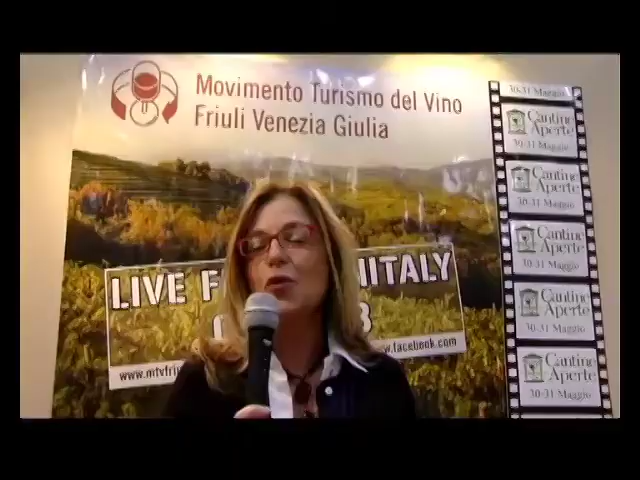 Movimento Turismo del Vino
Friuli Venezia Giulia
LIVE F
ITALY
www.mtvfriu
.facebook.com
30-31 Maggio
Cantine
Aperte
30-31 Maggio
Cantine
Aperte
30-31 Maggio
Cantine
Aperte
30-31 Maggio
Cantine
Aperte
30-31 Maggio
Cantine
Aperte
30-31 Maggio